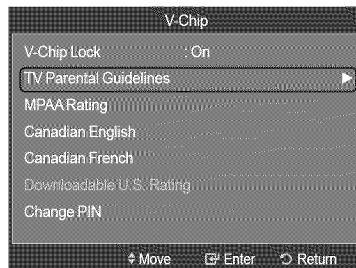 V-Chip
V-Chip Lock : On
TV Parental Guidelines
MPAA Rating
Canadian English
Canadian French
Downloadable U.S. Rating
Change PIN
Move Enter Return